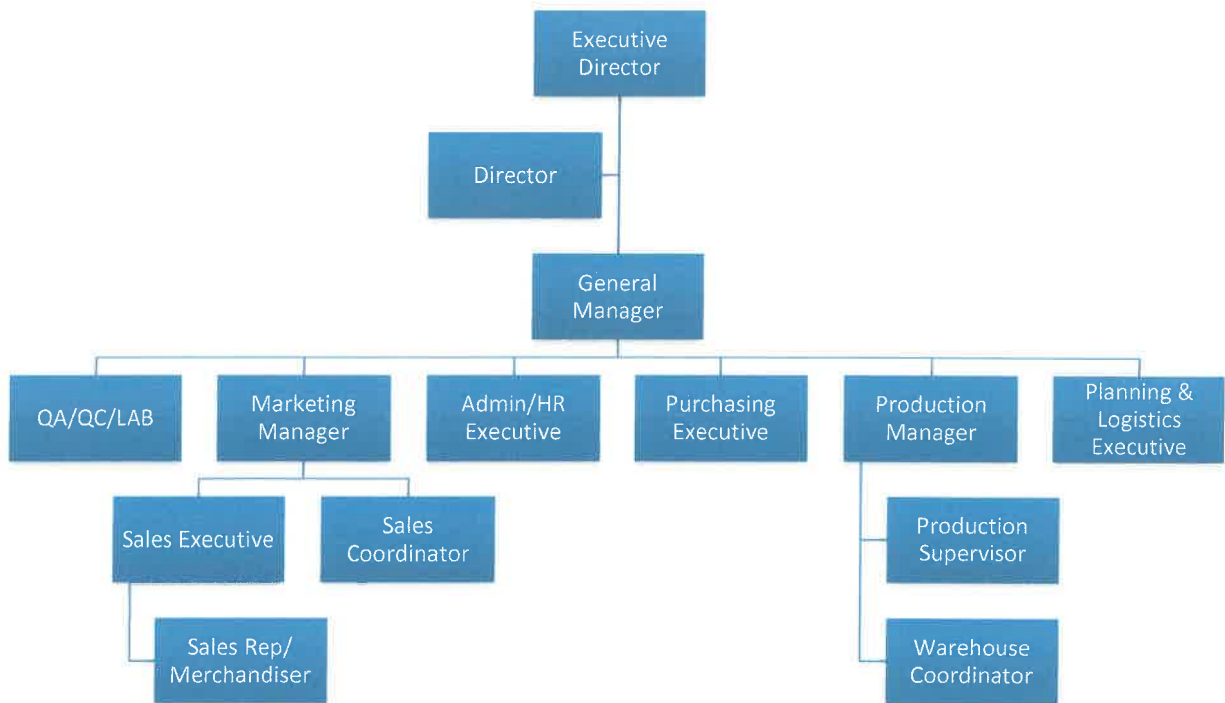 Executive
Director
Director
General
Manager
QA/QC/LAB
Marketing
Manager
Admin/HR
Executive
Purchasing
Executive
Production
Manager
Planning &
Logistics
Executive
Sales Executive
Sales
Coordinator
Production
Supervisor
Sales Rep/
Merchandiser
Warehouse
Coordinator